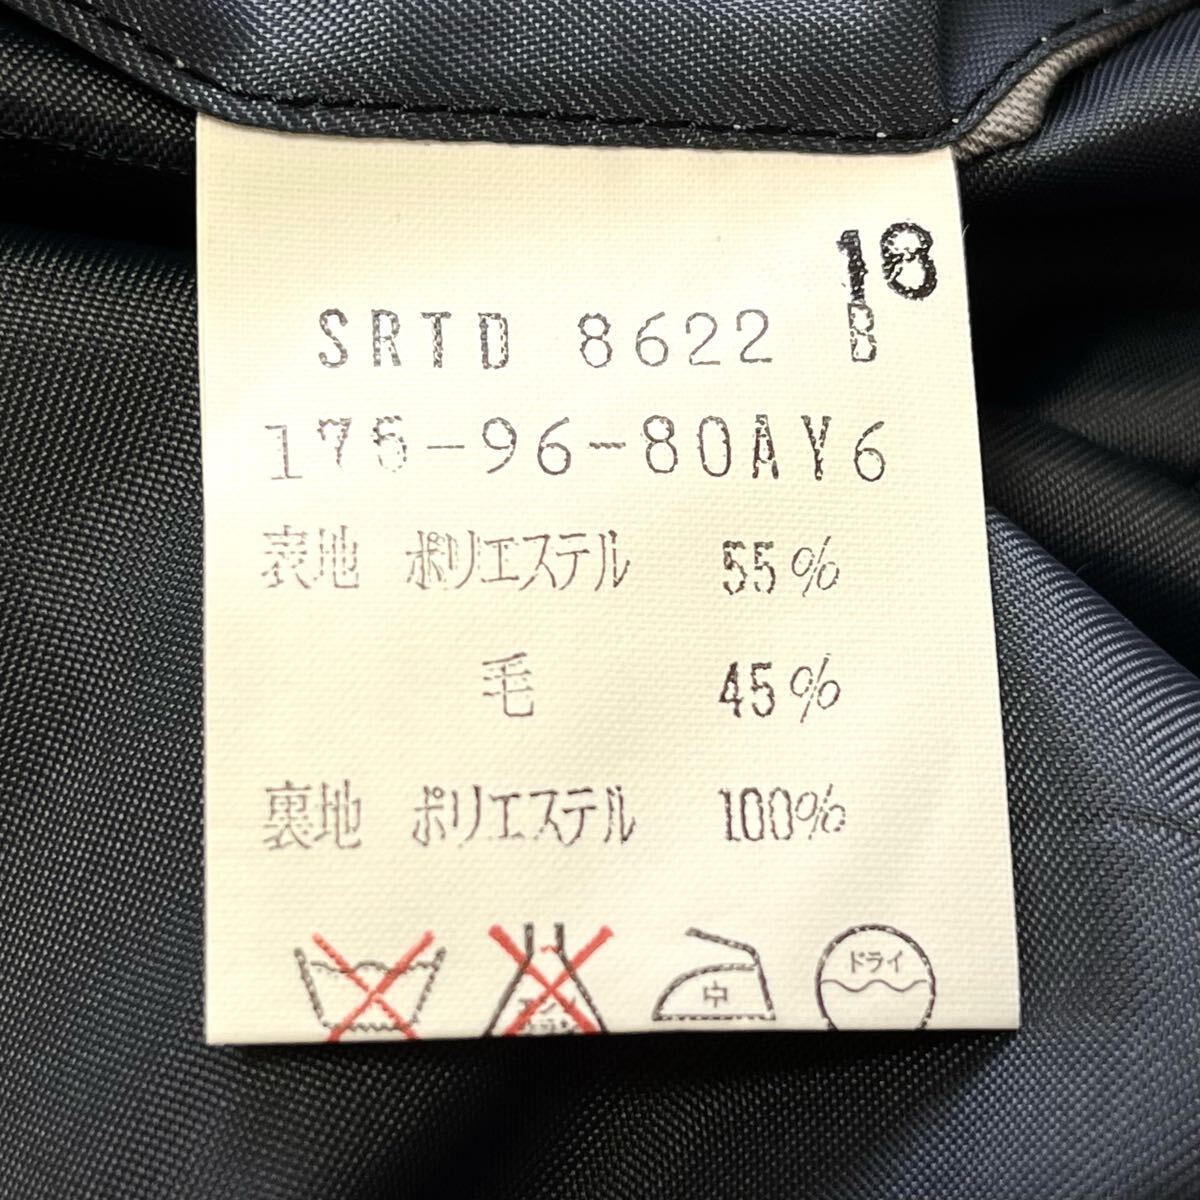 18
SRTD 8622 B
175-96-80AY6
表地 ポリエステル 55%
毛 45%
裏地 ポリエステル 100%
中
ドライ